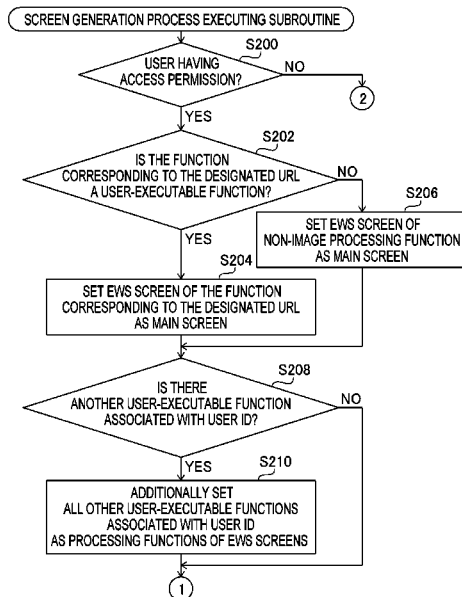 SCREEN GENERATION PROCESS EXECUTING SUBROUTINE
S200
USER HAVING
ACCESS PERMISSION?
NO
2
YES
S202
IS THE FUNCTION
CORRESPONDING TO THE DESIGNATED URL
A USER-EXECUTABLE FUNCTION?
NO
S206
SET EWS SCREEN OF
NON-IMAGE PROCESSING FUNCTION
AS MAIN SCREEN
YES
S204
SET EWS SCREEN OF THE FUNCTION
CORRESPONDING TO THE DESIGNATED URL
AS MAIN SCREEN
S208
IS THERE
ANOTHER USER-EXECUTABLE FUNCTION
ASSOCIATED WITH USER ID?
NO
YES
S210
ADDITIONALLY SET
ALL OTHER USER-EXECUTABLE FUNCTIONS
ASSOCIATED WITH USER ID
AS PROCESSING FUNCTIONS OF EWS SCREENS
1